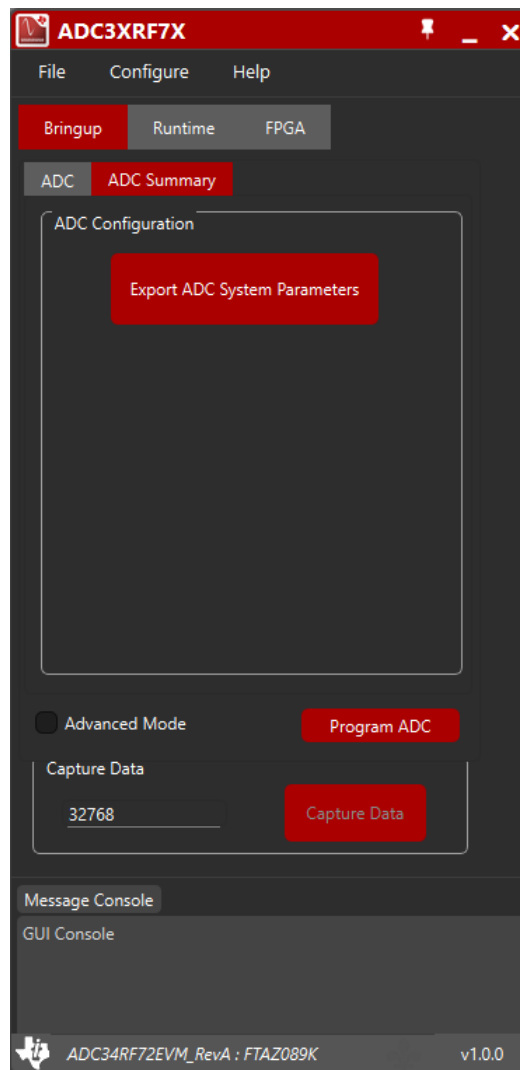 ADC3XRF7X
File Configure Help
Bringup Runtime FPGA
ADC ADC Summary
ADC Configuration
Export ADC System Parameters
Advanced Mode Program ADC
Capture Data
32768 Capture Data
Message Console
GUI Console
ADC34RF72EVM_RevA : FTAZ089K v1.0.0